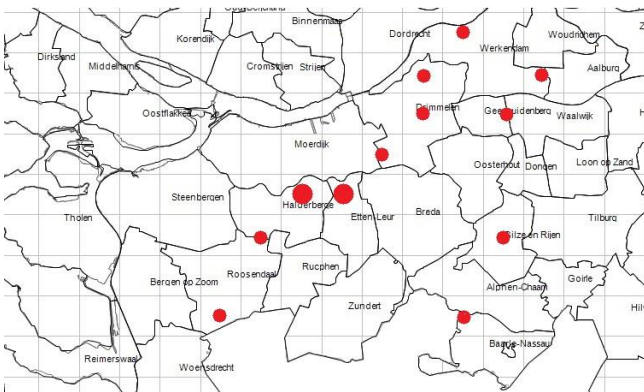 Binnemaas
Korendijk
Dordrecht
Woudrichem
Werkendam
Dirksland
Middelharnis
Cromstrijen
Strijen
Aalburg
Oostflakkee
Drimmelen
Waalwijk
Moerdijk
Oosterhout
Dongen
Loon op Zand
Steenbergen
Halderberge
Tholen
Etten-Leur
Breda
Tilburg
Gilze en Rijen
Roosendaal
Rucphen
Bergen op Zoom
Goirle
Alphen-Chaam
Zundert
Baarle-Nassau
Reimerswaal
Woensdrecht